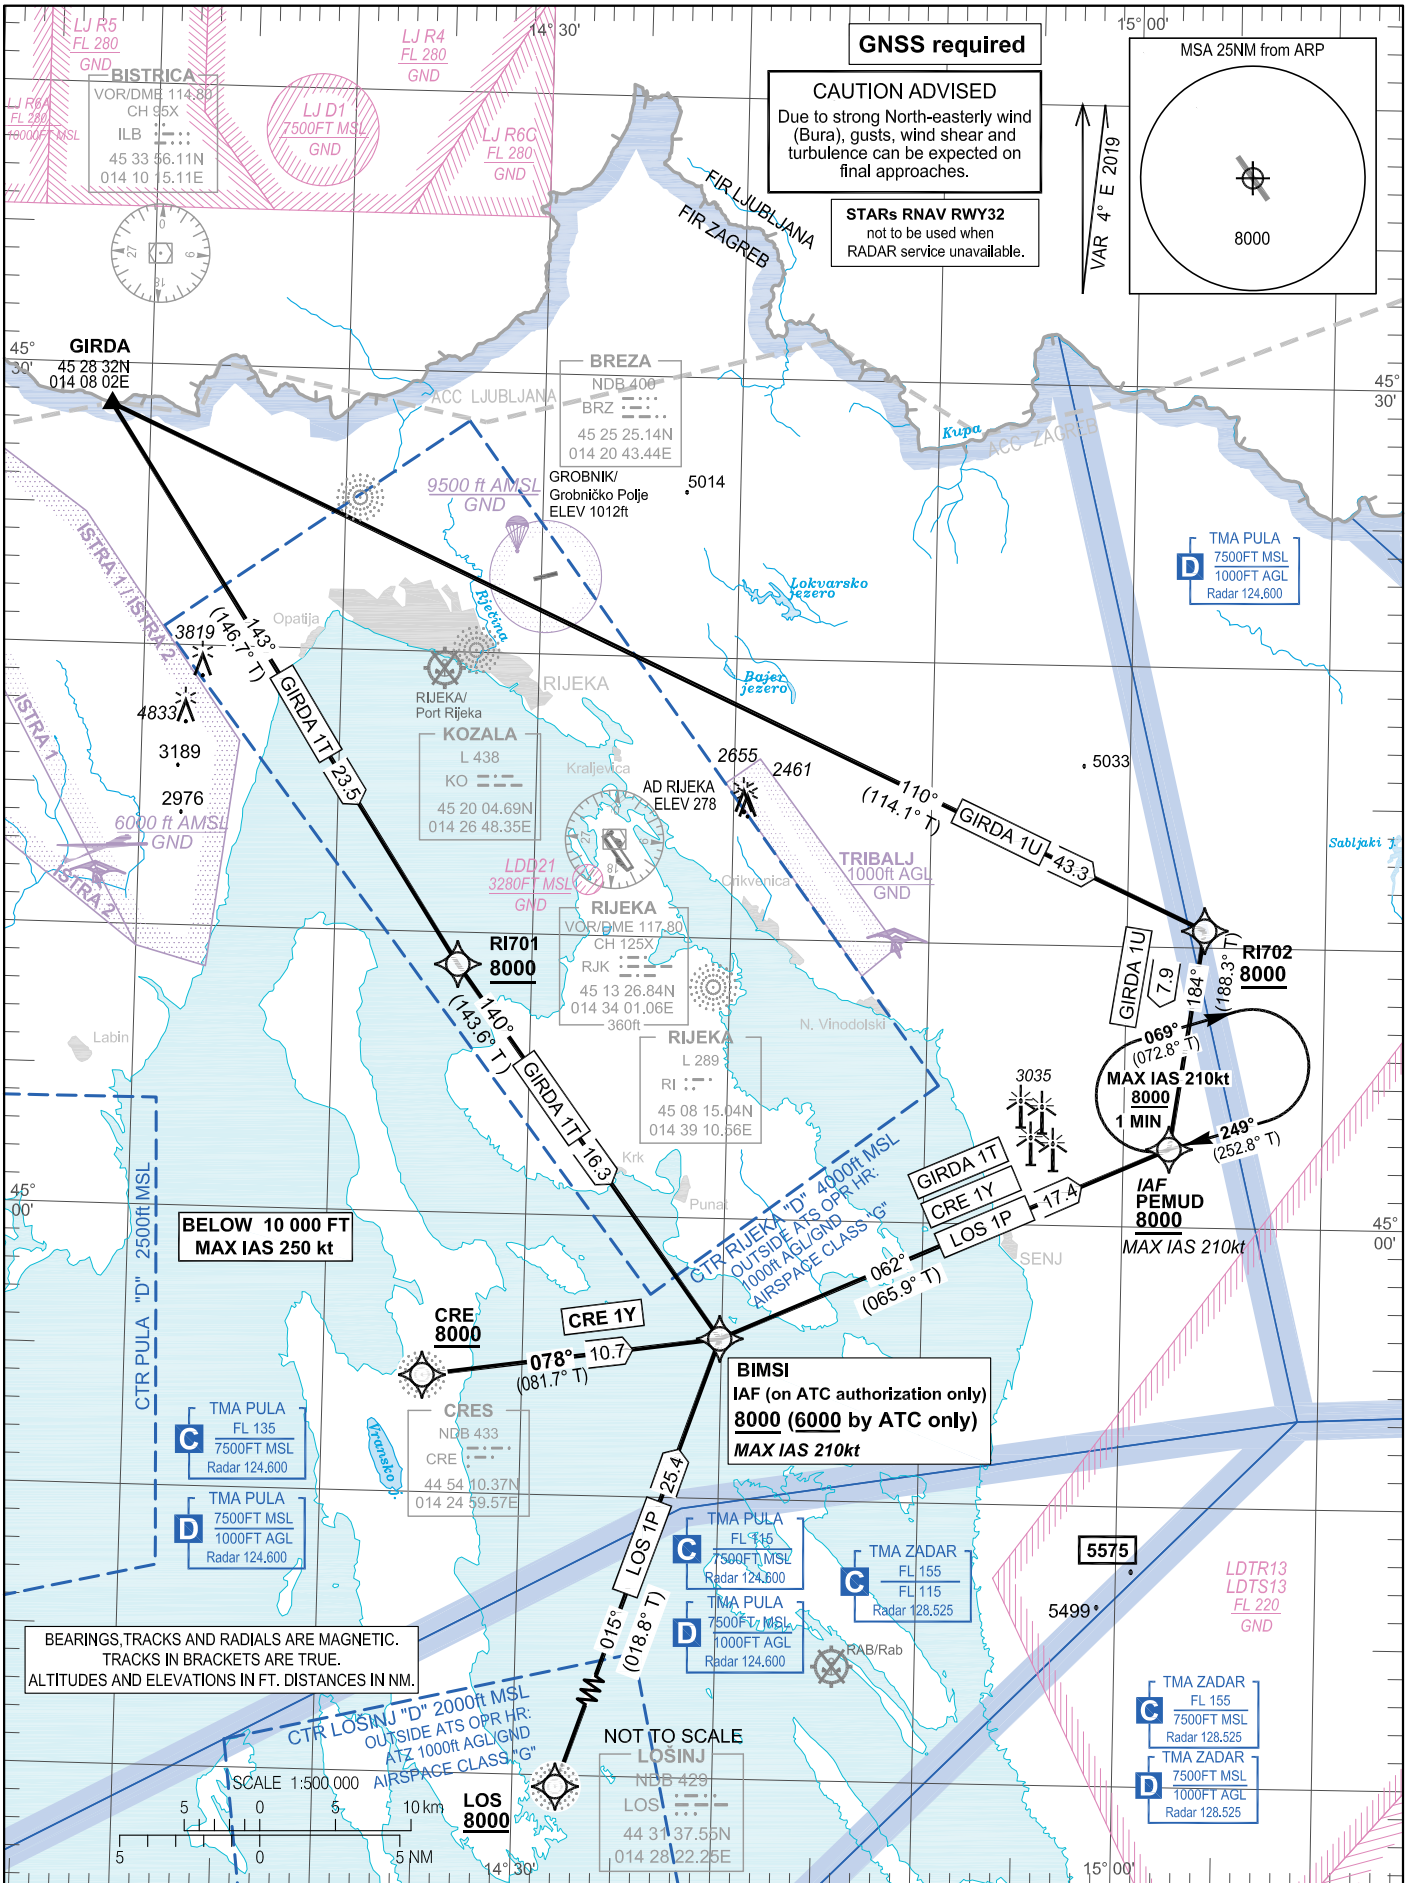 LJ R5
FL 280
GND
LJ R4
FL 280
GND
14° 30'
15° 00'
GNSS required
MSA 25NM from ARP
8000
CAUTION ADVISED
Due to strong North-easterly wind
(Bura), gusts, wind shear and
turbulence can be expected on
final approaches.
STARs RNAV RWY32
not to be used when
RADAR service unavailable.
VAR 4° E 2019
BISTRICA
VOR/DME 114.80
CH 95X
ILB
45 33 56.11N
014 10 15.11E
LJ R6A
FL 280
10000FT MSL
LJ D1
7500FT MSL
GND
LJ R6C
FL 280
GND
FIR LJUBLJANA
FIR ZAGREB
0
9
18
27
45°
30'
GIRDA
45 28 32N
014 08 02E
ACC LJUBLJANA
BREZA
NDB 400
BRZ
45 25 25.14N
014 20 43.44E
Kupa
ACC ZAGREB
45°
30'
9500 ft AMSL
GND
GROBNIK/
Grobničko Polje
ELEV 1012ft
5014
TMA PULA
D
7500FT MSL
1000FT AGL
Radar 124.600
ISTRA 1 / ISTRA 2
Lokvarsko
jezero
Rječina
Opatija
3819
143°
(146.7° T)
GIRDA 1T
23.5
RIJEKA
RIJEKA/
Port Rijeka
Bajer
jezero
4833
ISTRA 1
3189
2976
6000 ft AMSL
GND
ISTRA 2
KOZALA
L 438
KO
45 20 04.69N
014 26 48.35E
Kraljevica
2655
2461
AD RIJEKA
ELEV 278
5033
110°
(114.1° T)
GIRDA 1U
43.3
Sabljaki j.
0
9
18
27
LDD21
3280FT MSL
GND
TRIBALJ
1000ft AGL
GND
Crikvenica
RIJEKA
VOR/DME 117.80
CH 125X
RJK
45 13 26.84N
014 34 01.06E
360ft
RI701
8000
RI702
8000
GIRDA 1U
7.9
184°
(188.3° T)
140°
(143.6° T)
GIRDA 1T
16.3
N. Vinodolski
Labin
RIJEKA
L 289
RI
45 08 15.04N
014 39 10.56E
069°
(072.8° T)
MAX IAS 210kt
8000
1 MIN
249°
(252.8° T)
3035
Krk
Punat
CTR PULA "D" 2500ft MSL
45°
00'
BELOW 10 000 FT
MAX IAS 250 kt
CTR RIJEKA "D" 4000ft MSL
OUTSIDE ATS OPR HR:
1000ft AGL/GND
AIRSPACE CLASS "G"
GIRDA 1T
CRE 1Y
LOS 1P
17.4
062°
(065.9° T)
IAF
PEMUD
8000
MAX IAS 210kt
SENJ
45°
00'
CRE
8000
CRE 1Y
078°
10.7
(081.7° T)
BIMSI
IAF (on ATC authorization only)
8000 (6000 by ATC only)
MAX IAS 210kt
CRES
NDB 433
CRE
44 54 10.37N
014 24 59.57E
Vransko j.
TMA PULA
C
FL 135
7500FT MSL
Radar 124.600
TMA PULA
D
7500FT MSL
1000FT AGL
Radar 124.600
LOS 1P
25.4
015°
(018.8° T)
TMA PULA
C
FL 115
7500FT MSL
Radar 124.600
TMA PULA
D
7500FT MSL
1000FT AGL
Radar 124.600
TMA ZADAR
C
FL 155
FL 115
Radar 128.525
5575
5499
LDTR13
LDTS13
FL 220
GND
RAB/Rab
BEARINGS,TRACKS AND RADIALS ARE MAGNETIC.
TRACKS IN BRACKETS ARE TRUE.
ALTITUDES AND ELEVATIONS IN FT. DISTANCES IN NM.
CTR LOŠINJ "D" 2000ft MSL
OUTSIDE ATS OPR HR:
ATZ 1000ft AGL/GND
AIRSPACE CLASS "G"
NOT TO SCALE
LOŠINJ
NDB 429
LOS
44 31 37.55N
014 28 22.25E
TMA ZADAR
C
FL 155
7500FT MSL
Radar 128.525
TMA ZADAR
D
7500FT MSL
1000FT AGL
Radar 128.525
SCALE 1:500 000
5 0 5 10 km
5 0 5 NM
LOS
8000
14° 30'
15° 00'